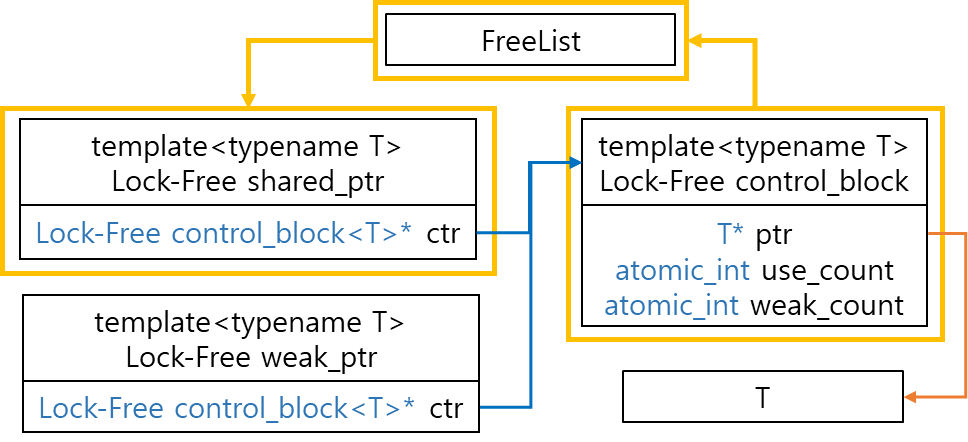 FreeList
template<typename T>
Lock-Free shared_ptr
Lock-Free control_block<T>* ctr
template<typename T>
Lock-Free weak_ptr
Lock-Free control_block<T>* ctr
template<typename T>
Lock-Free control_block
T* ptr
atomic_int use_count
atomic_int weak_count
T